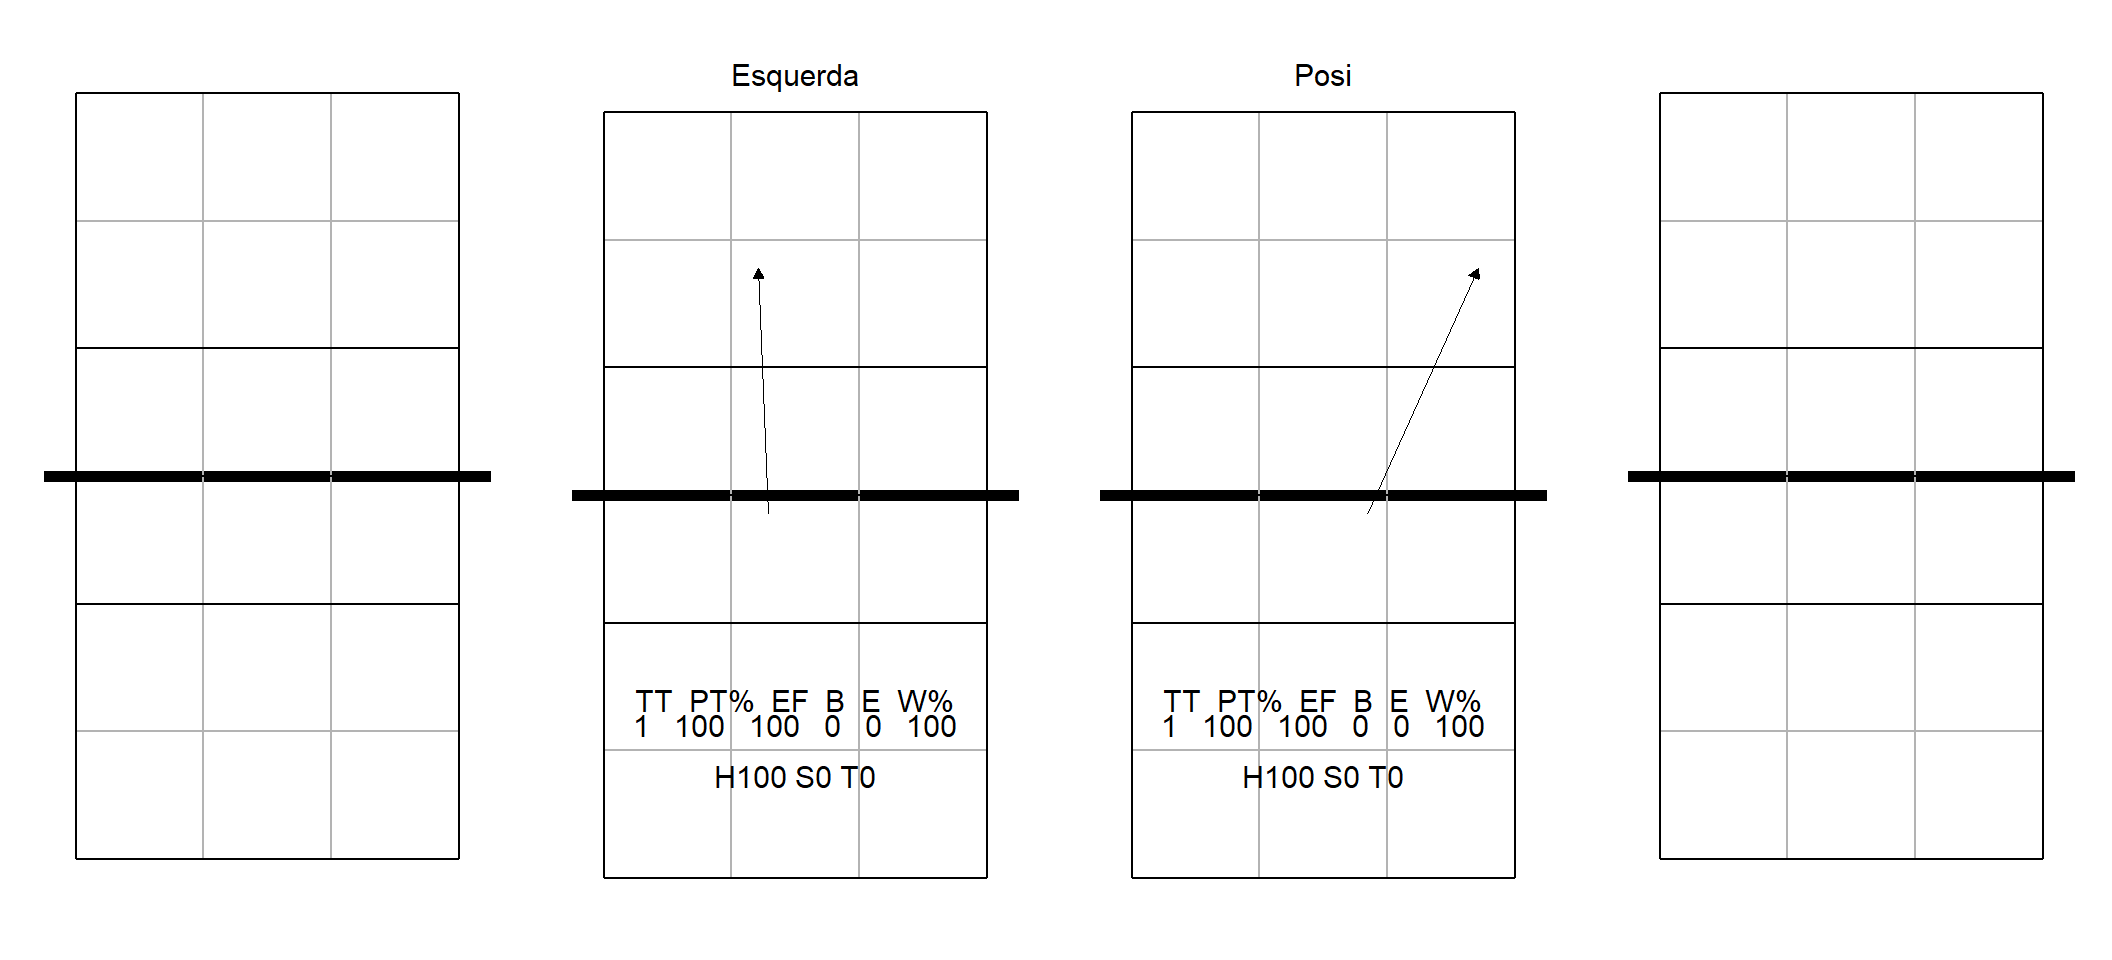 Esquerda
Posi
TT PT% EF B E W%
1 100 100 0 0 100
H100 S0 T0
TT PT% EF B E W%
1 100 100 0 0 100
H100 S0 T0